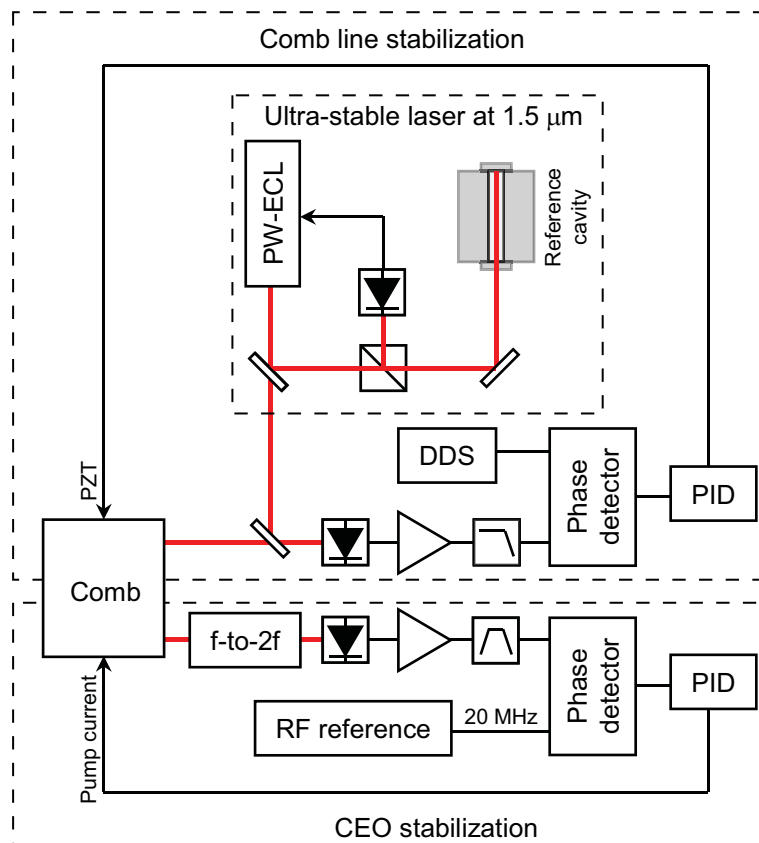 Comb line stabilization
Ultra-stable laser at 1.5 μm
PW-ECL
Reference
cavity
PZT
DDS
Phase
detector
PID
Comb
f-to-2f
Phase
detector
PID
RF reference
20 MHz
Pump current
CEO stabilization